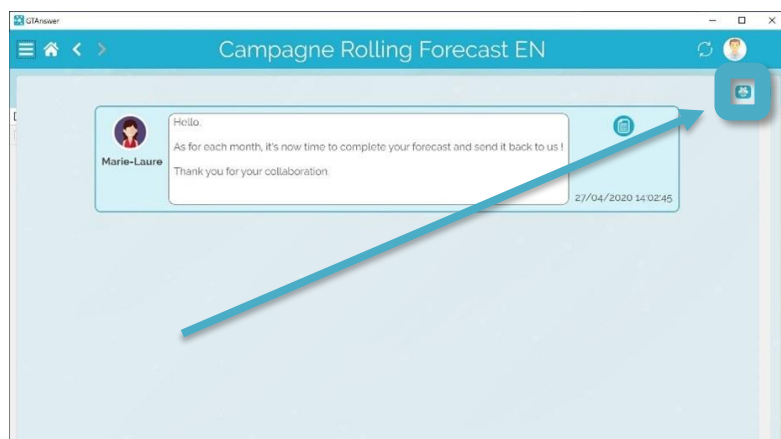 GTAnswer
Campagne Rolling Forecast EN
Hello,
As for each month, it's now time to complete your forecast and send it back to us !
Thank you for your collaboration.
Marie-Laure
27/04/2020 14:02:45